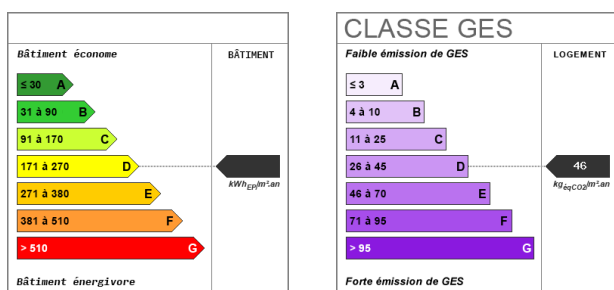 Bâtiment économe
BÂTIMENT
≤ 30 A
31 à 90 B
91 à 170 C
171 à 270 D
kWhEP/m².an
271 à 380 E
381 à 510 F
> 510 G
Bâtiment énergivore
CLASSE GES
Faible émission de GES
LOGEMENT
≤ 3 A
4 à 10 B
11 à 25 C
26 à 45 D
46
kgéqCO2/m².an
46 à 70 E
71 à 95 F
> 95 G
Forte émission de GES